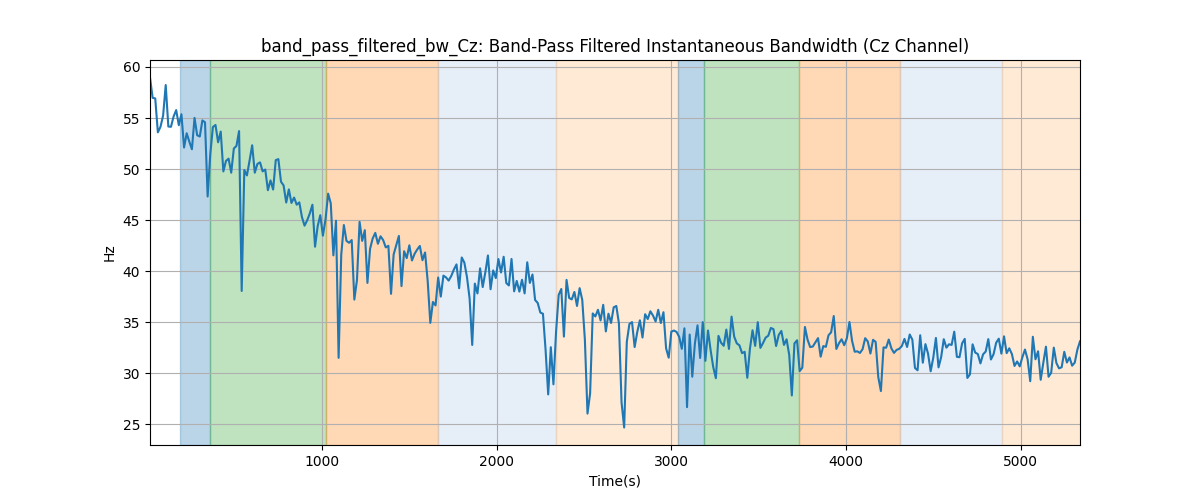 band_pass_filtered_bw_Cz: Band-Pass Filtered Instantaneous Bandwidth (Cz Channel)
60
55
50
45
40
35
30
25
Hz
1000 2000 3000 4000 5000
Time(s)